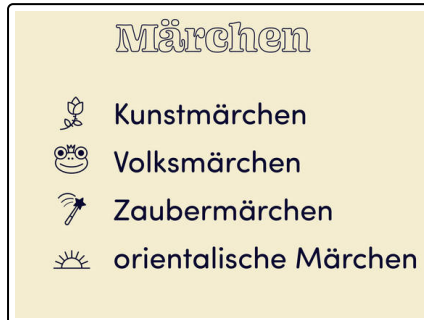 Märchen
Kunstmärchen
Volksmärchen
Zaubermärchen
orientalische Märchen